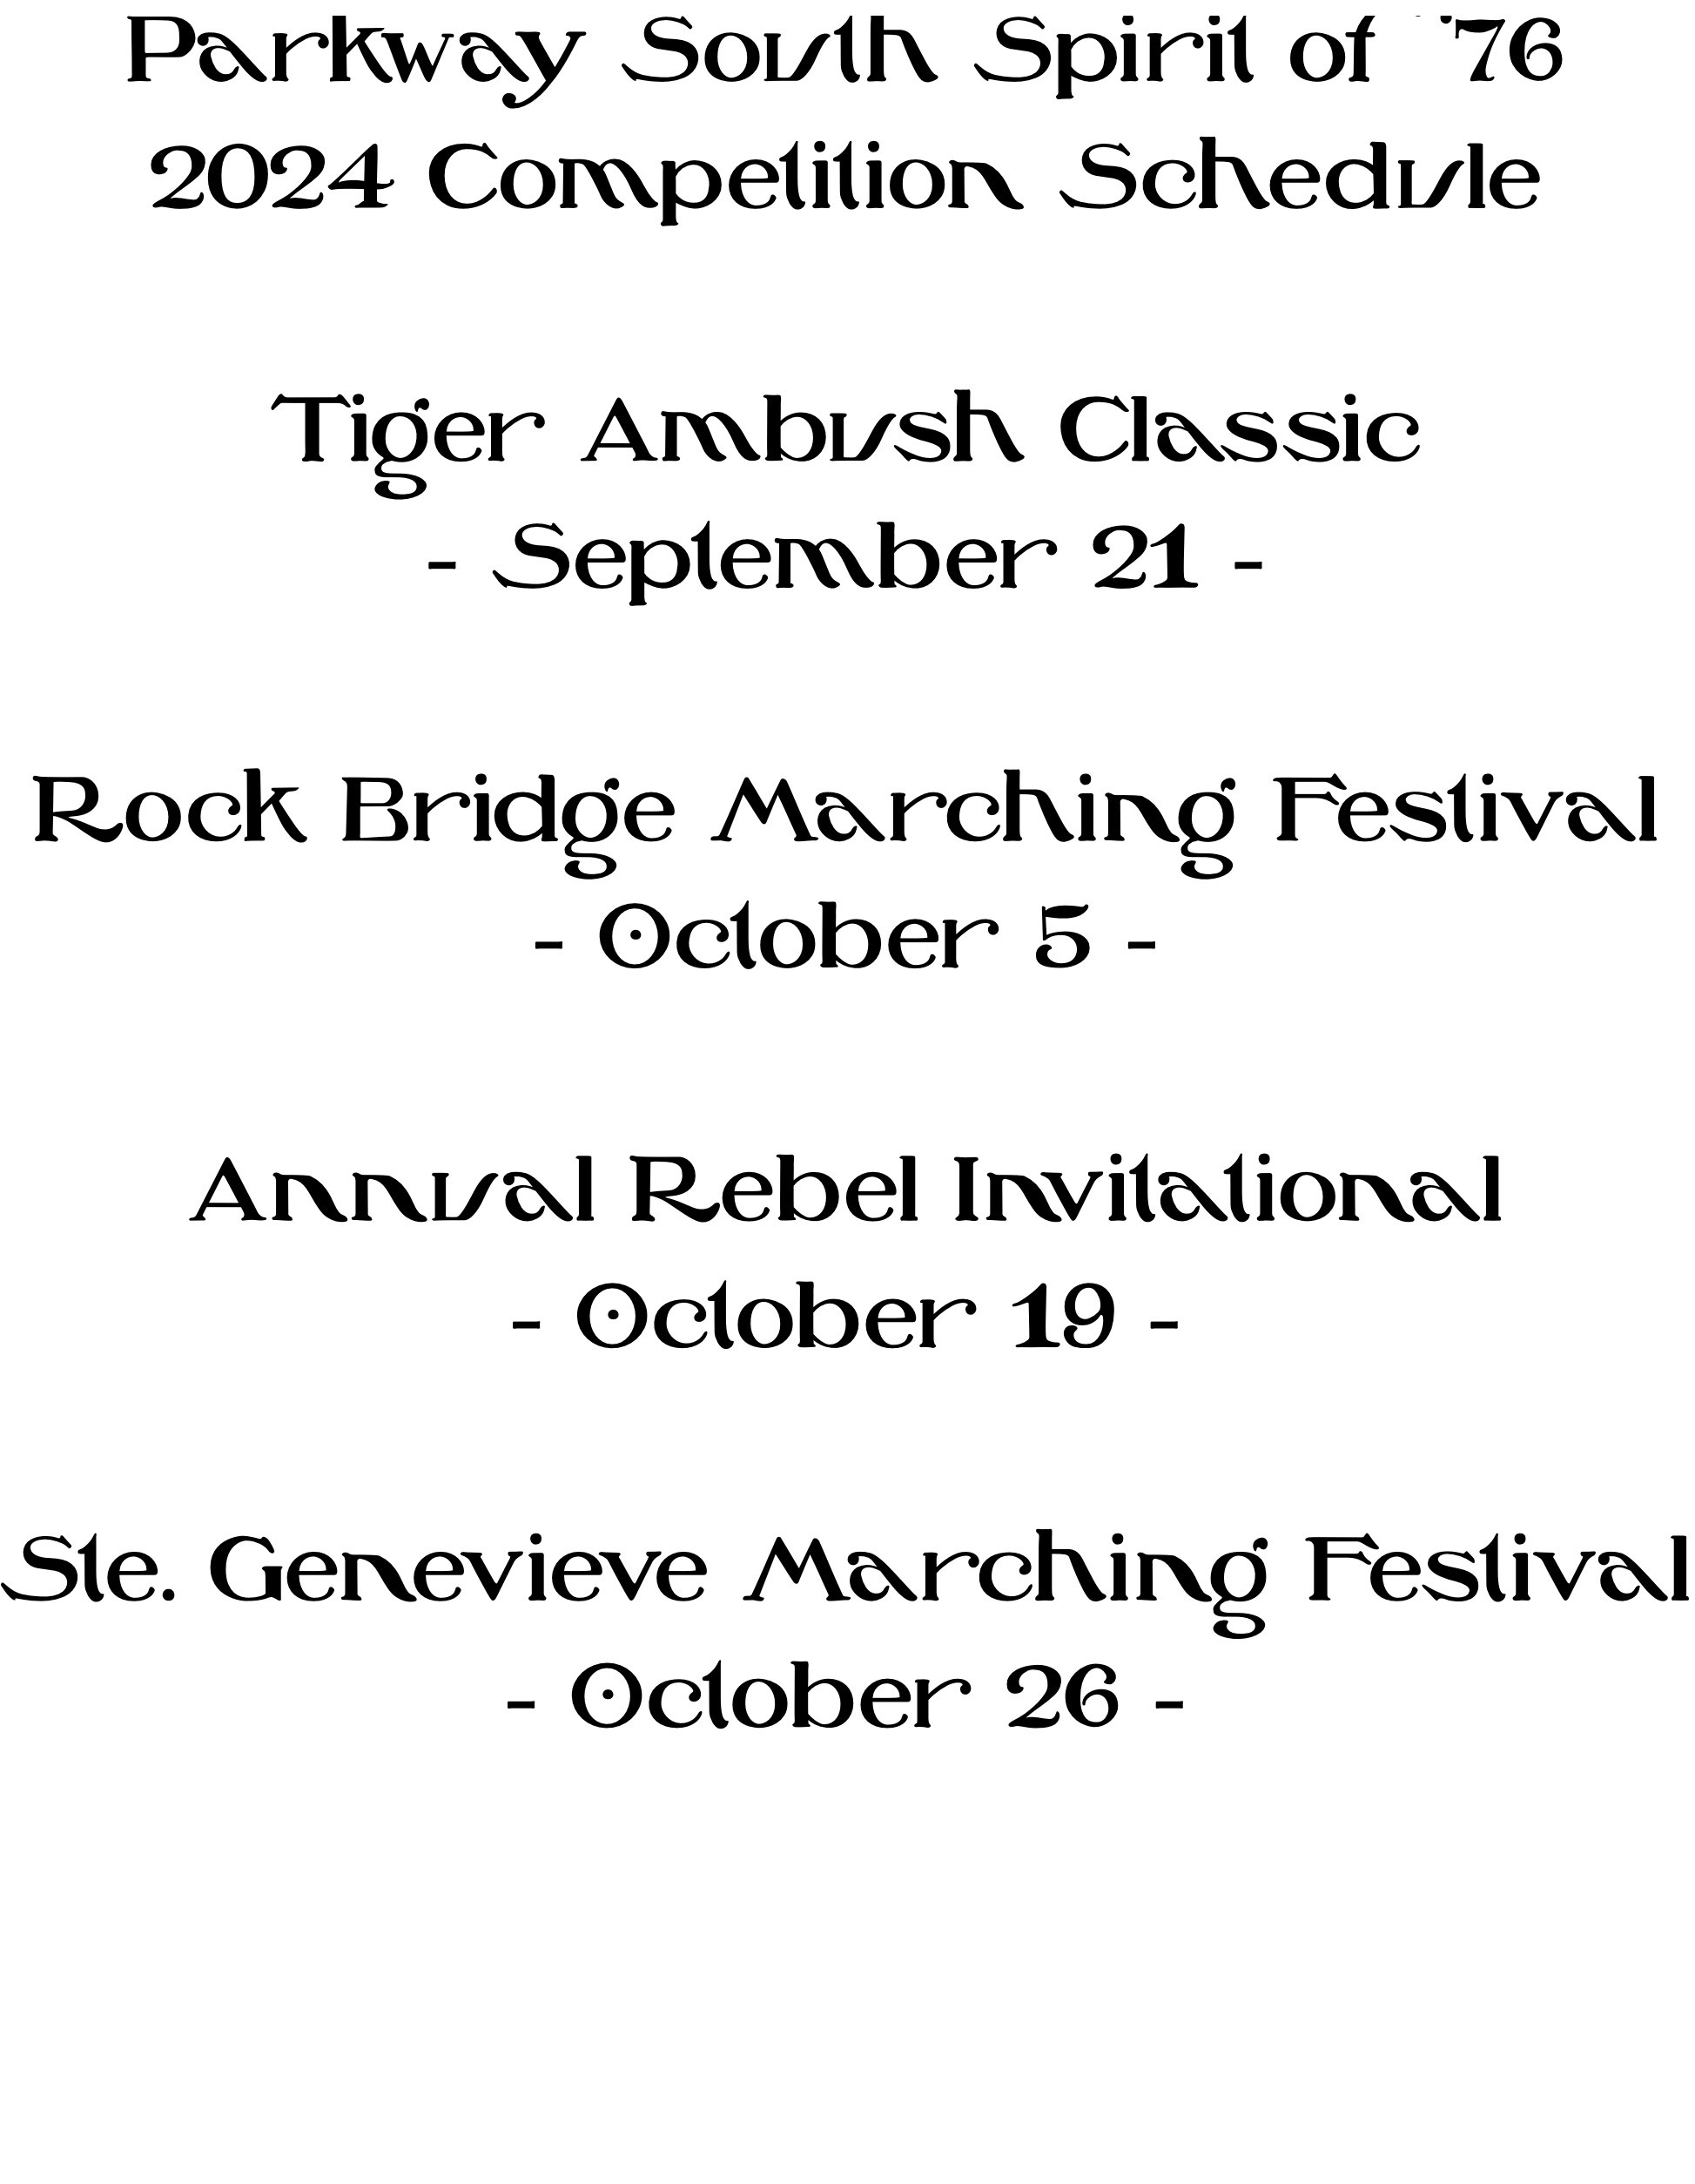 Parkway South Spirit of '76
2024 Competition Schedule
Tiger Ambush Classic
- September 21 -
Rock Bridge Marching Festival
- October 5 -
Annual Rebel Invitational
- October 19 -
Ste. Genevieve Marching Festival
- October 26 -